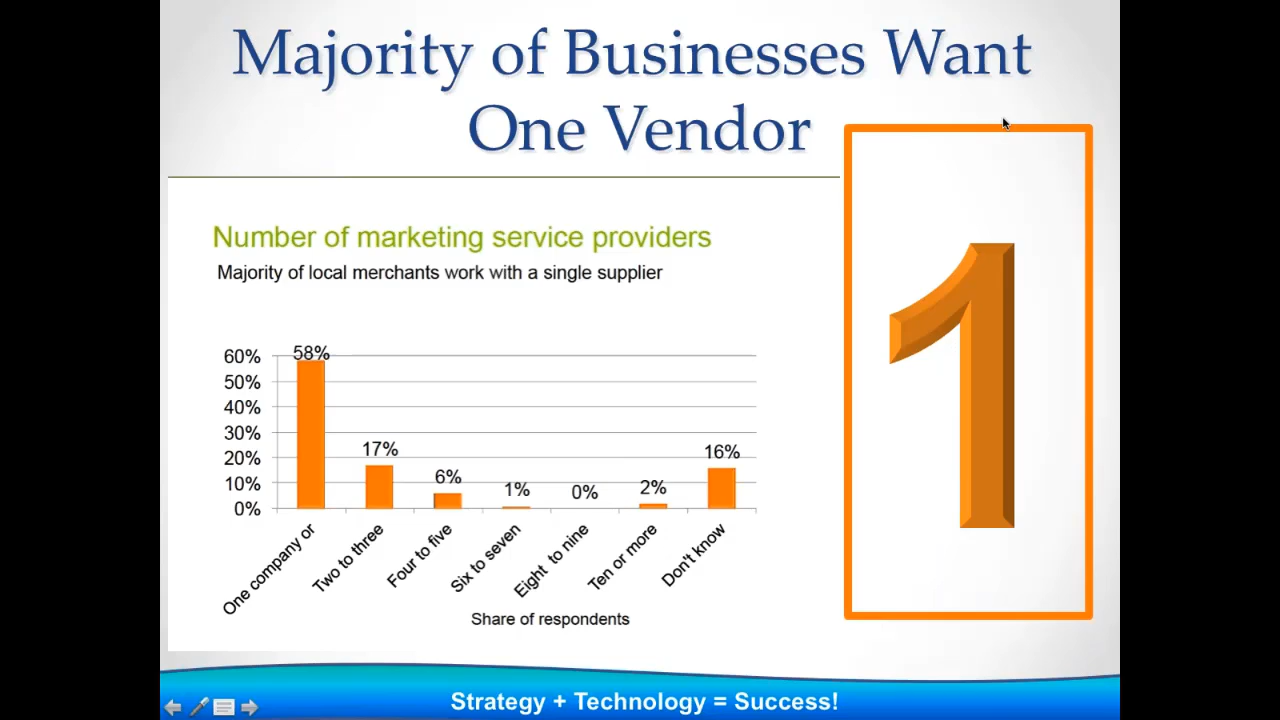 Majority of Businesses Want
One Vendor
Number of marketing service providers
Majority of local merchants work with a single supplier
1
60%
50%
40%
30%
20%
10%
0%
58%
17%
6%
1%
0%
2%
16%
One company or
Two to three
Four to five
Six to seven
Eight to nine
Ten or more
Don't know
Share of respondents
Strategy + Technology = Success!